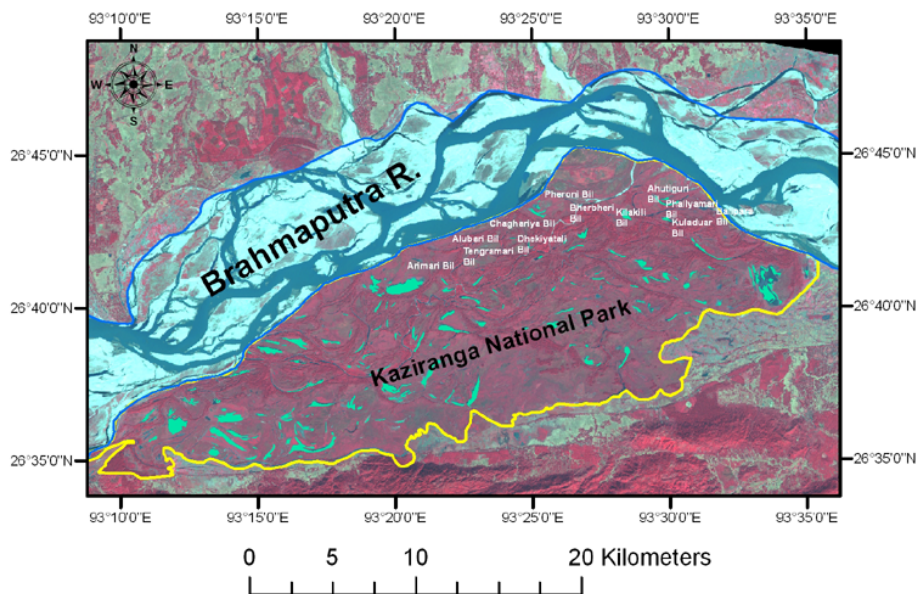 93°10'0"E 93°15'0"E 93°20'0"E 93°25'0"E 93°30'0"E 93°35'0"E
N
W E
S
26°45'0"N 26°45'0"N
Brahmaputra R.
Ahutiguri
Bil
Pheroni Bil
Bherbheri
Bil
Kilakili
Bil
Phaliyamari
Bil
Bil
Chaghariya Bil
Kuladuar
Bil
Alubari Bil
Dhekiyatali
Bil
Tengramari
Bil
Arimari Bil
26°40'0"N 26°40'0"N
Kaziranga National Park
26°35'0"N 26°35'0"N
93°10'0"E 93°15'0"E 93°20'0"E 93°25'0"E 93°30'0"E 93°35'0"E
0 5 10 20 Kilometers